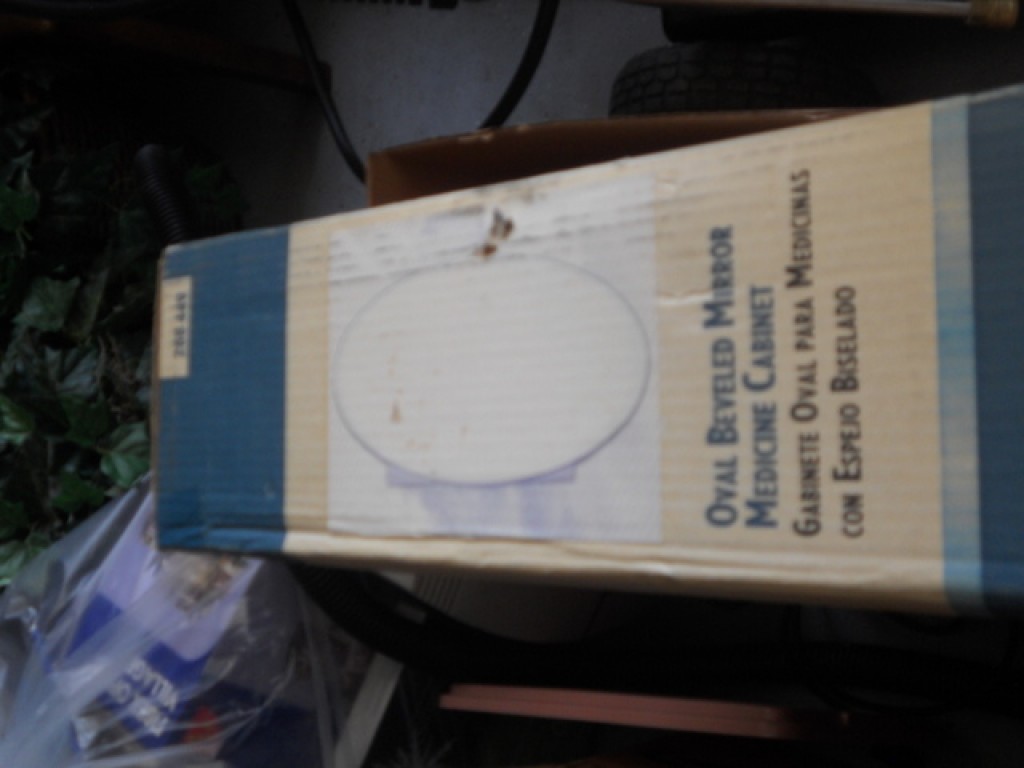 OVAL BEVELED MIRROR
MEDICINE CABINET
GABINETE OVAL PARA MEDICINAS
CON ESPEJO BISELADO